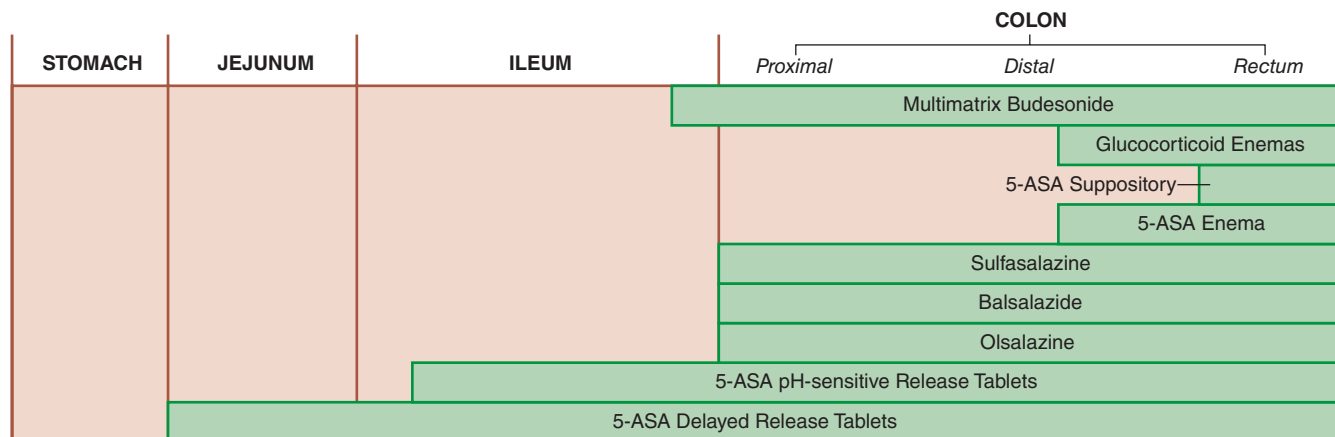 COLON
STOMACH JEJUNUM ILEUM Proximal Distal Rectum
Multimatrix Budesonide
Glucocorticoid Enemas
5-ASA Suppository
5-ASA Enema
Sulfasalazine
Balsalazide
Olsalazine
5-ASA pH-sensitive Release Tablets
5-ASA Delayed Release Tablets